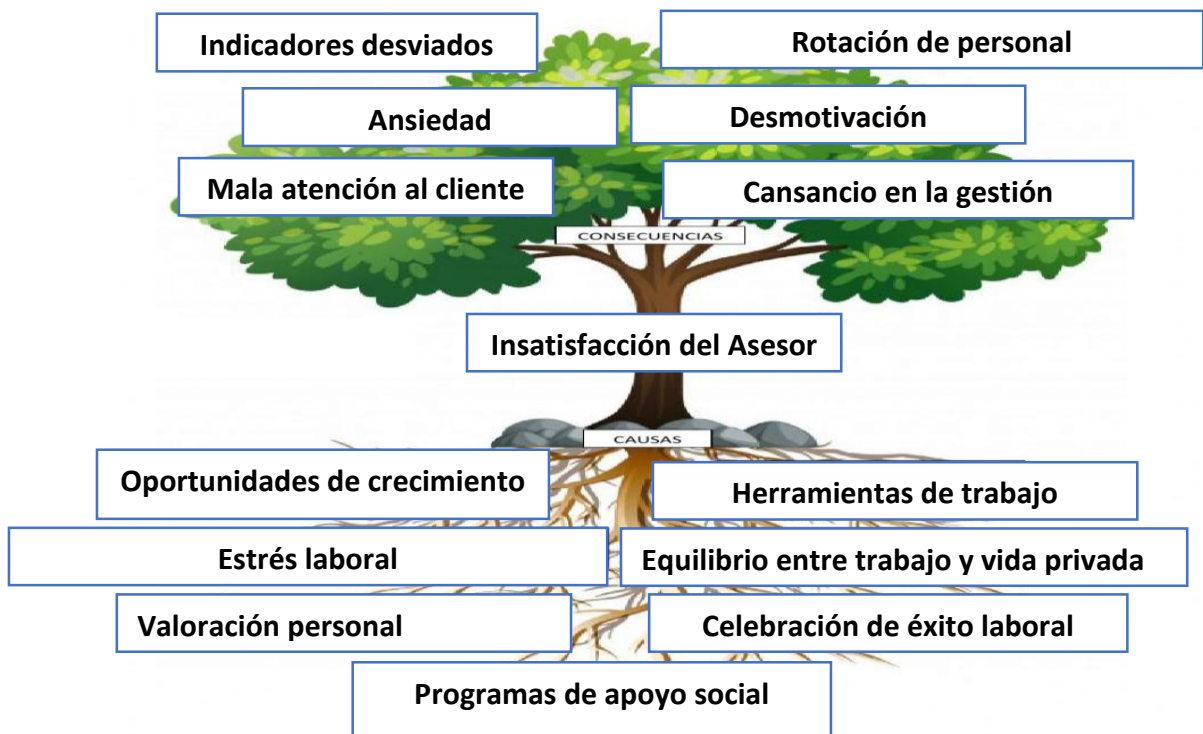 Indicadores desviados
Rotación de personal
Ansiedad
Desmotivación
Mala atención al cliente
Cansancio en la gestión
CONSECUENCIAS
Insatisfacción del Asesor
CAUSAS
Oportunidades de crecimiento
Herramientas de trabajo
Estrés laboral
Equilibrio entre trabajo y vida privada
Valoración personal
Celebración de éxito laboral
Programas de apoyo social